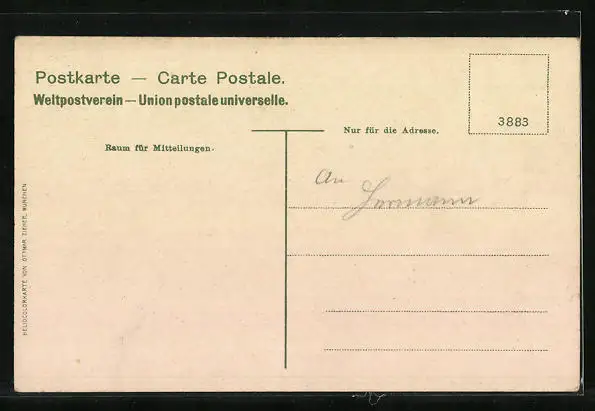 Postkarte — Carte Postale.
Weltpostverein — Union postale universelle.
3883
Nur für die Adresse.
Raum für Mitteilungen.
An
Hermann
HELIOCOLORKARTE VON OTTMAR ZIEHER, MÜNCHEN